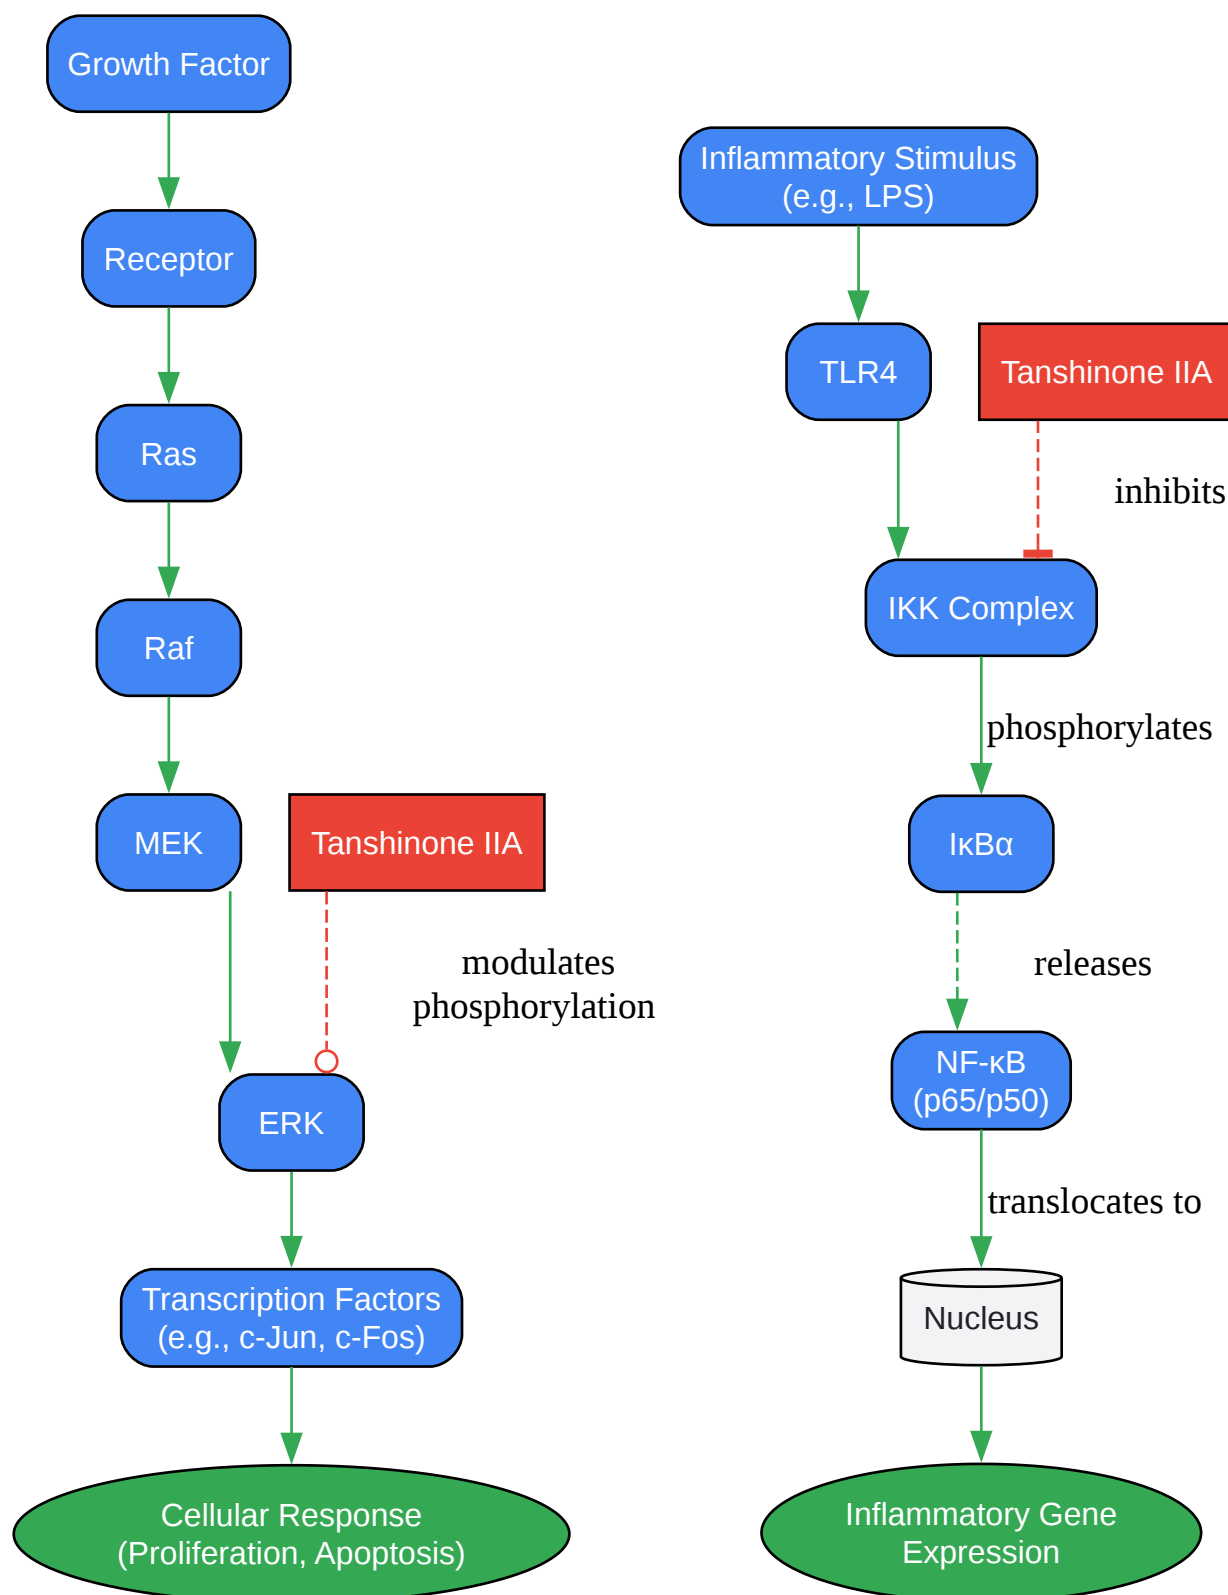 Growth Factor
Receptor
Ras
Raf
MEK
Tanshinone IIA
modulates
phosphorylation
ERK
Transcription Factors
(e.g., c-Jun, c-Fos)
Cellular Response
(Proliferation, Apoptosis)
Inflammatory Stimulus
(e.g., LPS)
TLR4
Tanshinone IIA
inhibits
IKK Complex
phosphorylates
IκBα
releases
NF-κB
(p65/p50)
translocates to
Nucleus
Inflammatory Gene
Expression